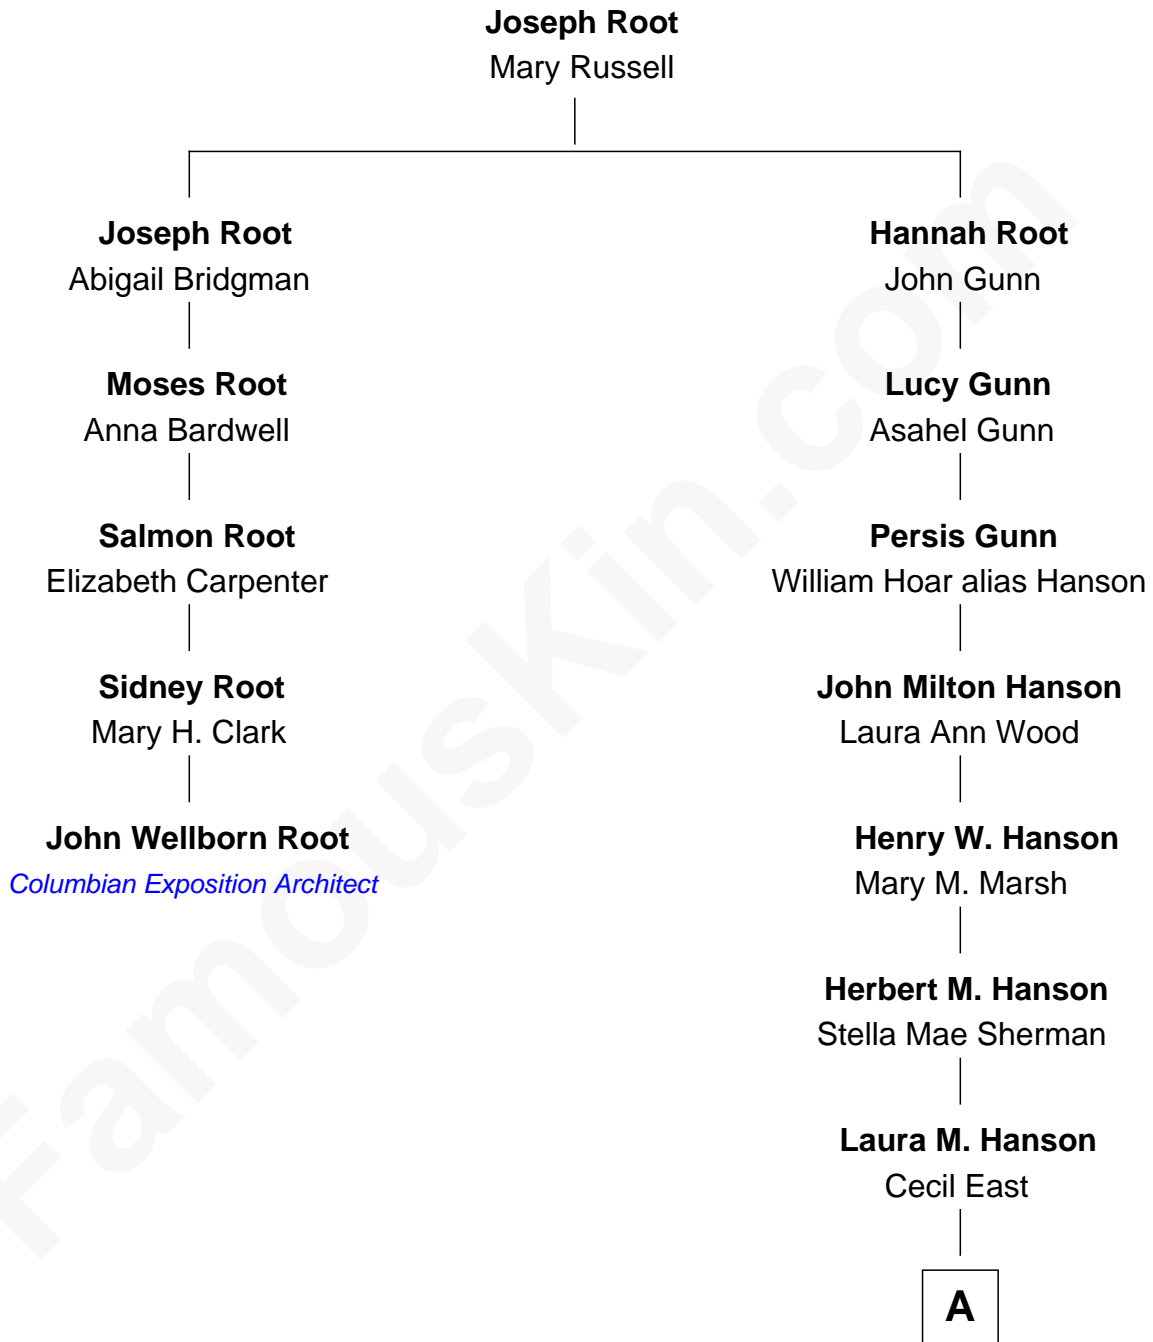 Joseph Root
Mary Russell
Joseph Root
Abigail Bridgman
Hannah Root
John Gunn
Moses Root
Anna Bardwell
Lucy Gunn
Asahel Gunn
Salmon Root
Elizabeth Carpenter
Persis Gunn
William Hoar alias Hanson
Sidney Root
Mary H. Clark
John Milton Hanson
Laura Ann Wood
John Wellborn Root
Columbian Exposition Architect
Henry W. Hanson
Mary M. Marsh
Herbert M. Hanson
Stella Mae Sherman
Laura M. Hanson
Cecil East
A
FamousKin.com